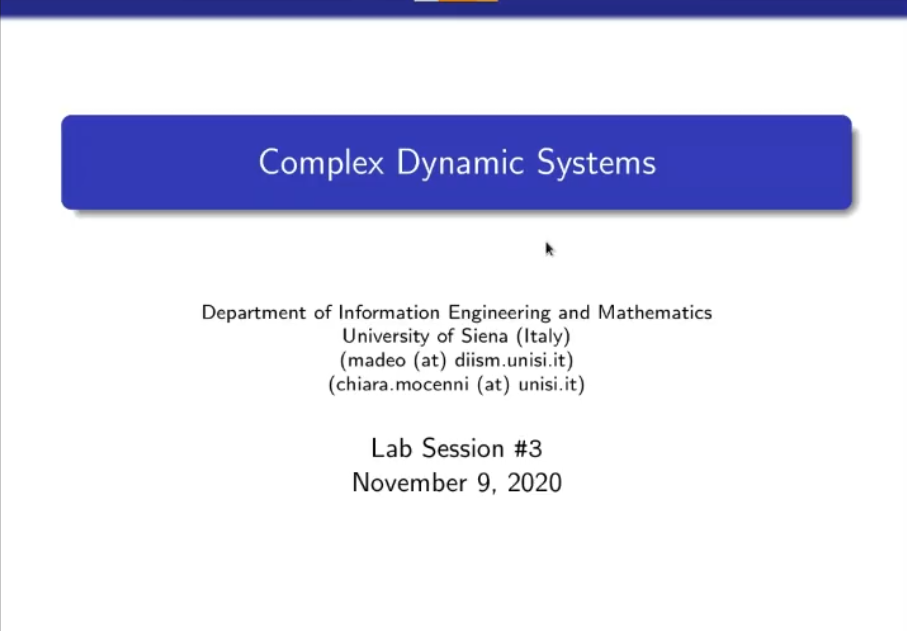 Complex Dynamic Systems
Department of Information Engineering and Mathematics
University of Siena (Italy)
(madeo (at) diism.unisi.it)
(chiara.mocenni (at) unisi.it)
Lab Session #3
November 9, 2020